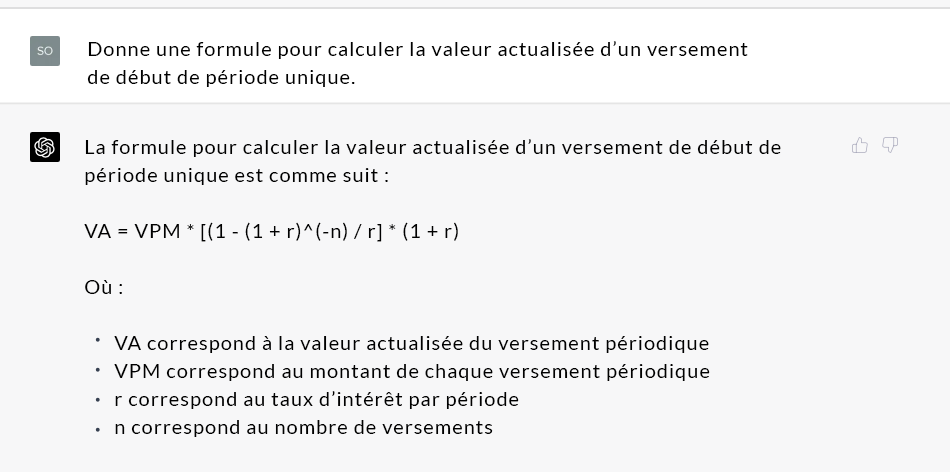 SO
Donne une formule pour calculer la valeur actualisée d’un versement
de début de période unique.
La formule pour calculer la valeur actualisée d’un versement de début de
période unique est comme suit :
VA = VPM * [(1 - (1 + r)^(-n) / r] * (1 + r)
Où :
• VA correspond à la valeur actualisée du versement périodique
• VPM correspond au montant de chaque versement périodique
• r correspond au taux d’intérêt par période
• n correspond au nombre de versements